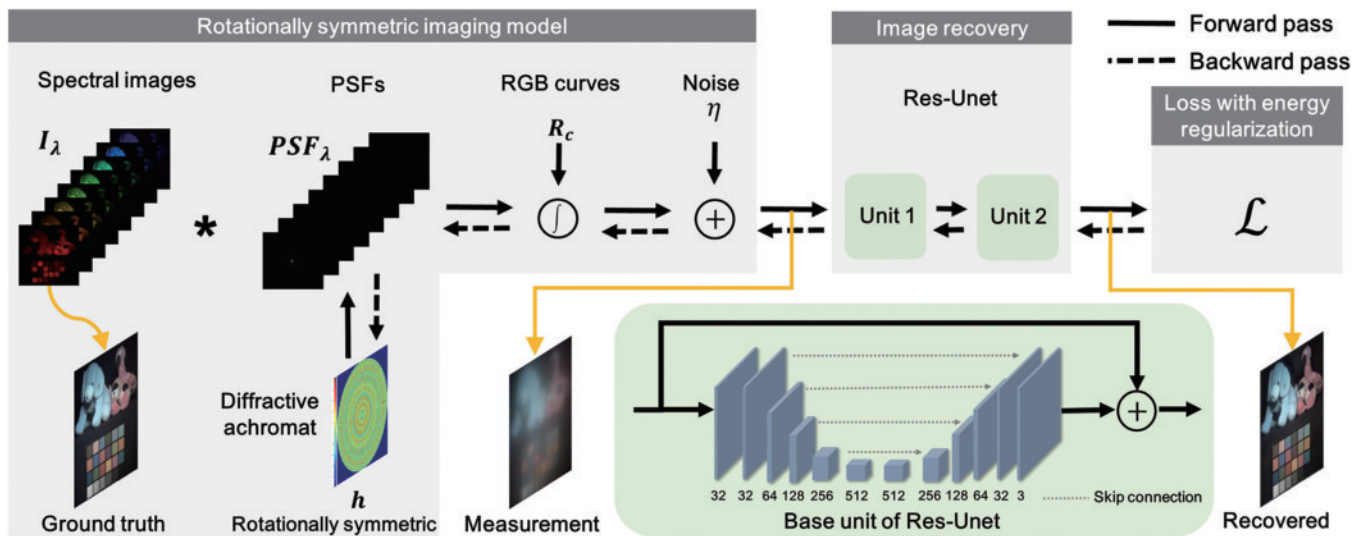 Rotationally symmetric imaging model
Image recovery
Forward pass
Backward pass
Spectral images
PSFs
RGB curves
Noise
η
Res-Unet
Loss with energy
regularization
I_λ
PSF_λ
R_c
*
∫
+
Unit 1
Unit 2
ℒ
Diffractive
achromat
h
Ground truth
Rotationally symmetric
Measurement
+
32 32 64 128 256 512 512 256 128 64 32 3
Skip connection
Base unit of Res-Unet
Recovered